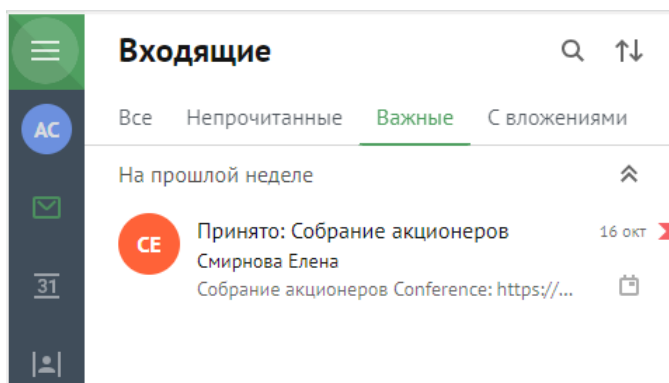 Входящие
АС
Все Непрочитанные Важные С вложениями
На прошлой неделе
СЕ
Принято: Собрание акционеров 16 окт
Смирнова Елена
31
Собрание акционеров Conference: https://...